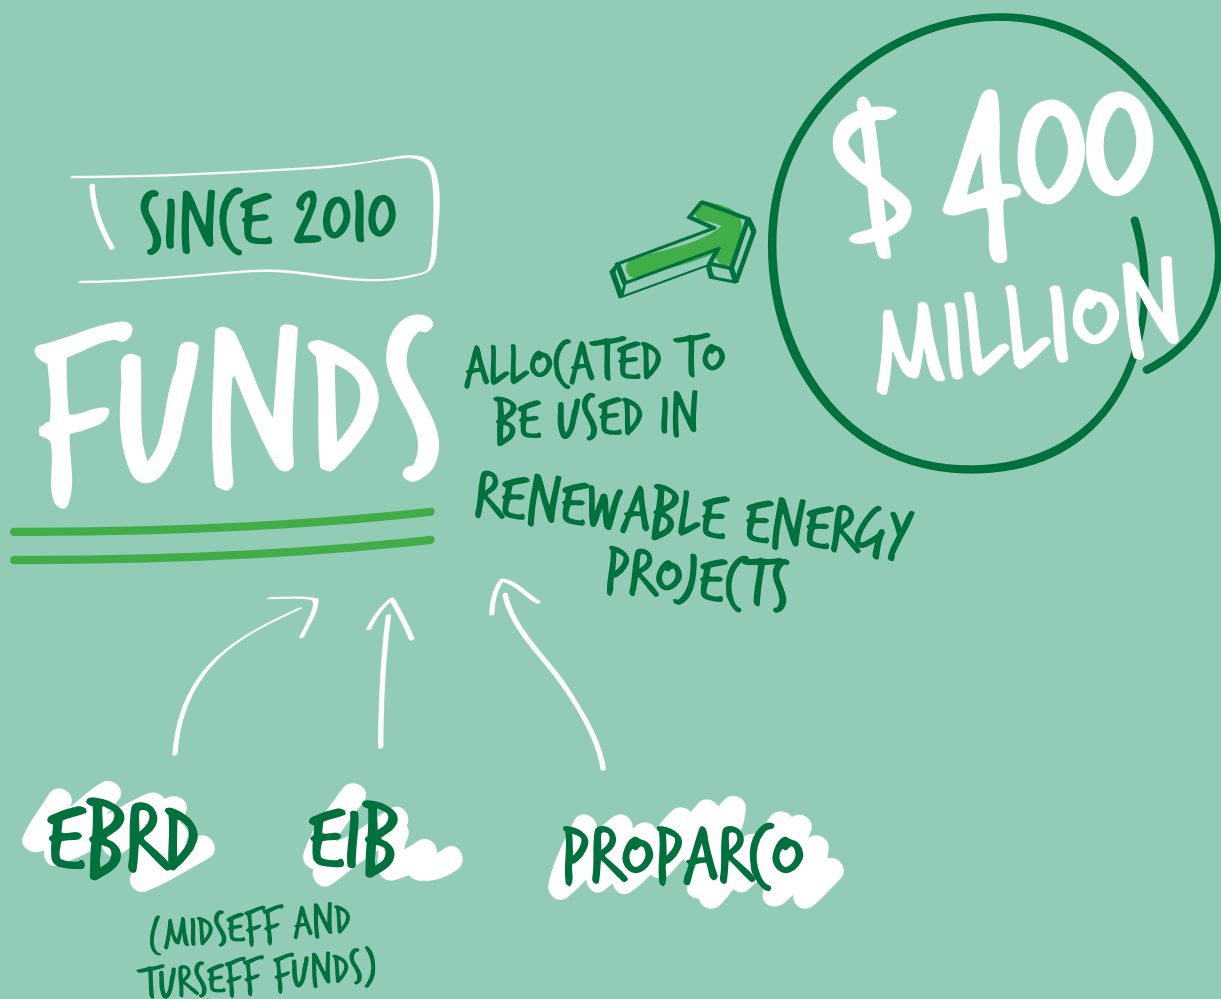 SINCE 2010
FUNDS
ALLOCATED TO
BE USED IN
RENEWABLE ENERGY
PROJECTS
$ 400
MILLION
EBRD
EIB
PROPARCO
(MIDSEFF AND
TURSEFF FUNDS)